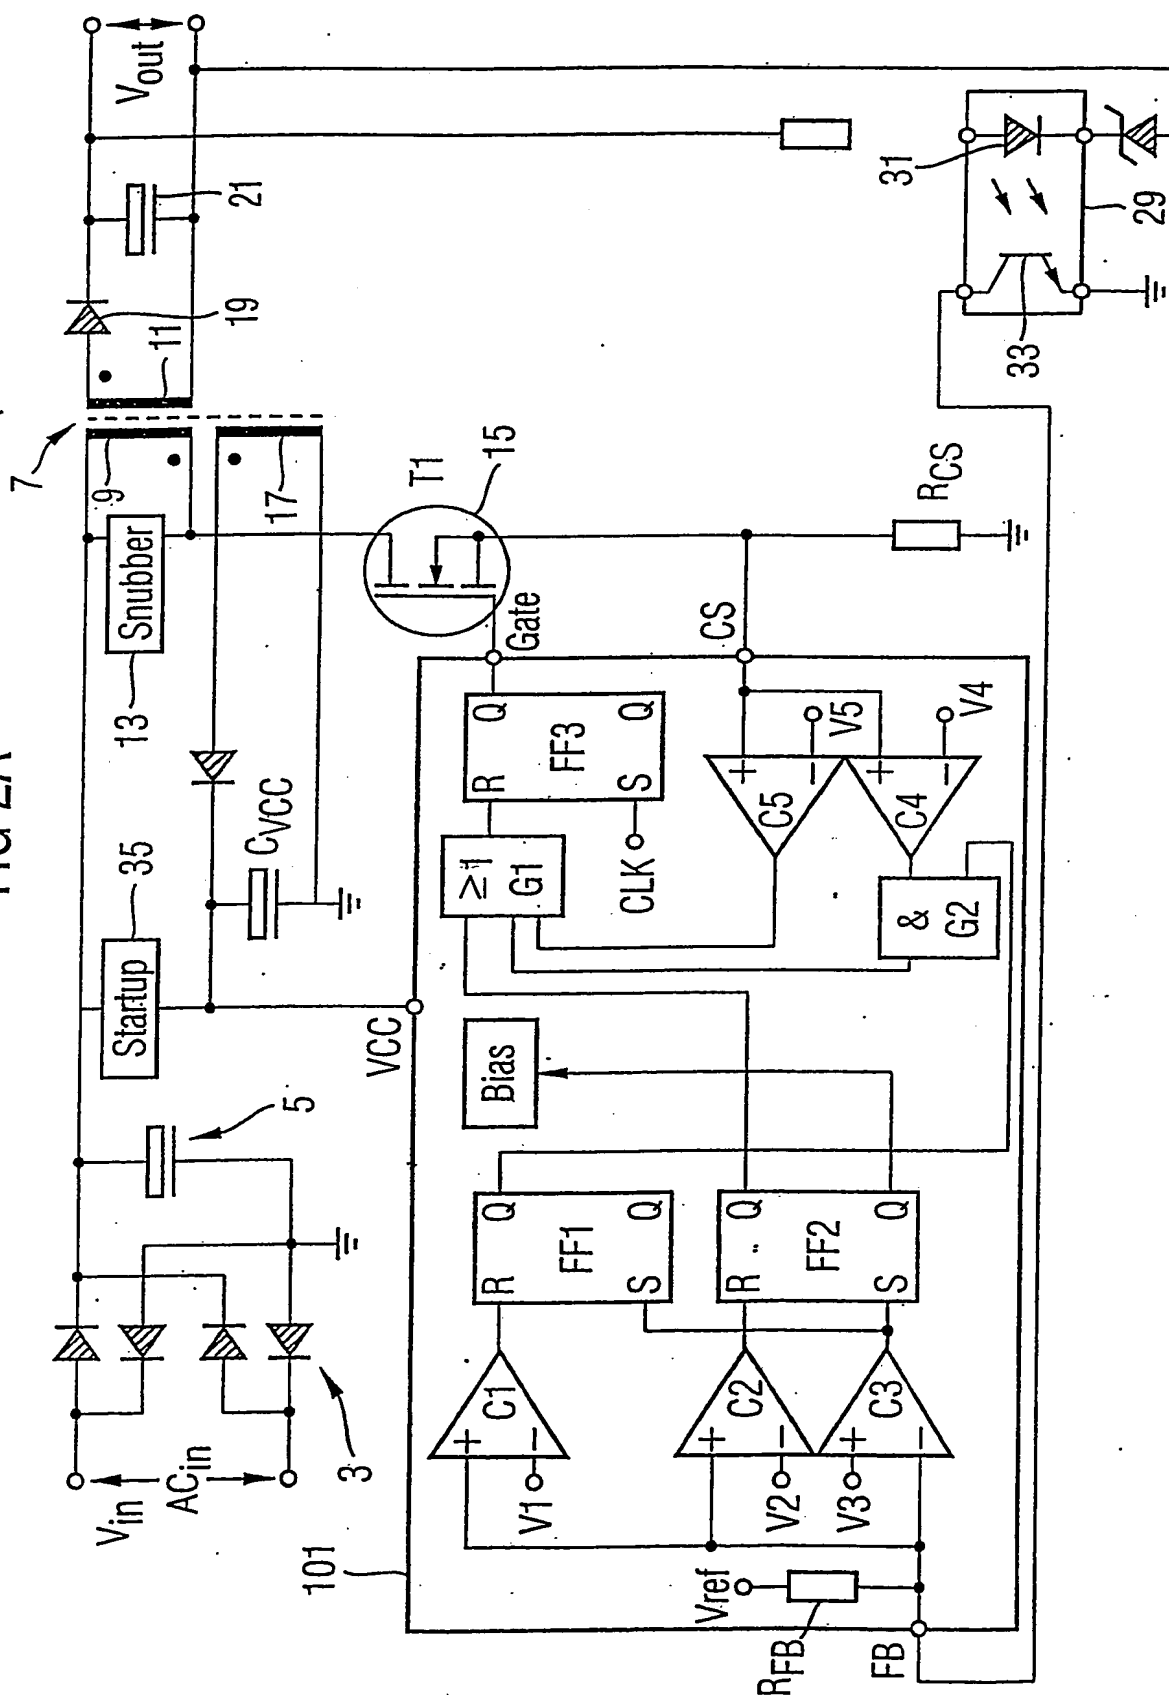 FIG 2A
Vin
ACin
3
5
Startup
35
CVCC
VCC
Snubber
13
7
9
11
17
19
21
Vout
T1
15
Gate
CS
RCS
31
29
33
101
Bias
≥1
G1
R
Q
FF3
S
Q
CLK
C5
+
−
V5
C4
+
−
V4
&
G2
C1
+
−
V1
R
Q
FF1
S
Q
C2
+
−
V2
C3
+
−
V3
R
Q
FF2
S
Q
Vref
RFB
FB